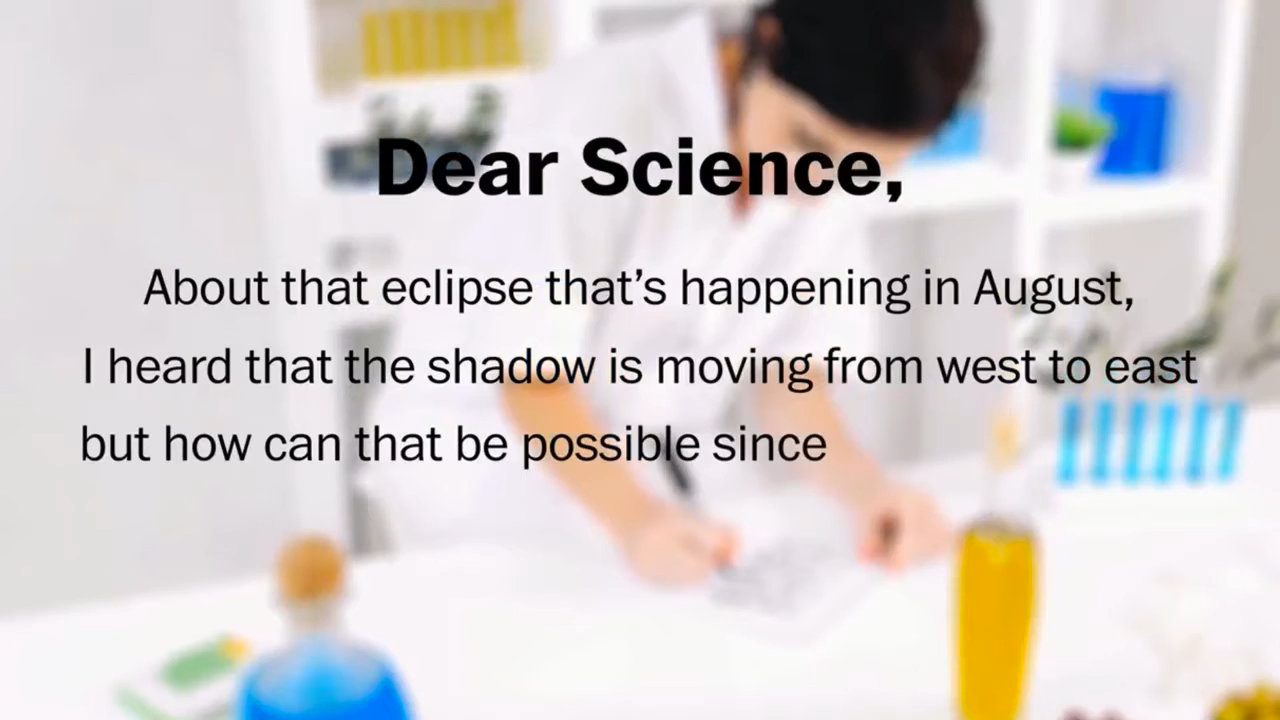 Dear Science,
About that eclipse that’s happening in August,
I heard that the shadow is moving from west to east
but how can that be possible since